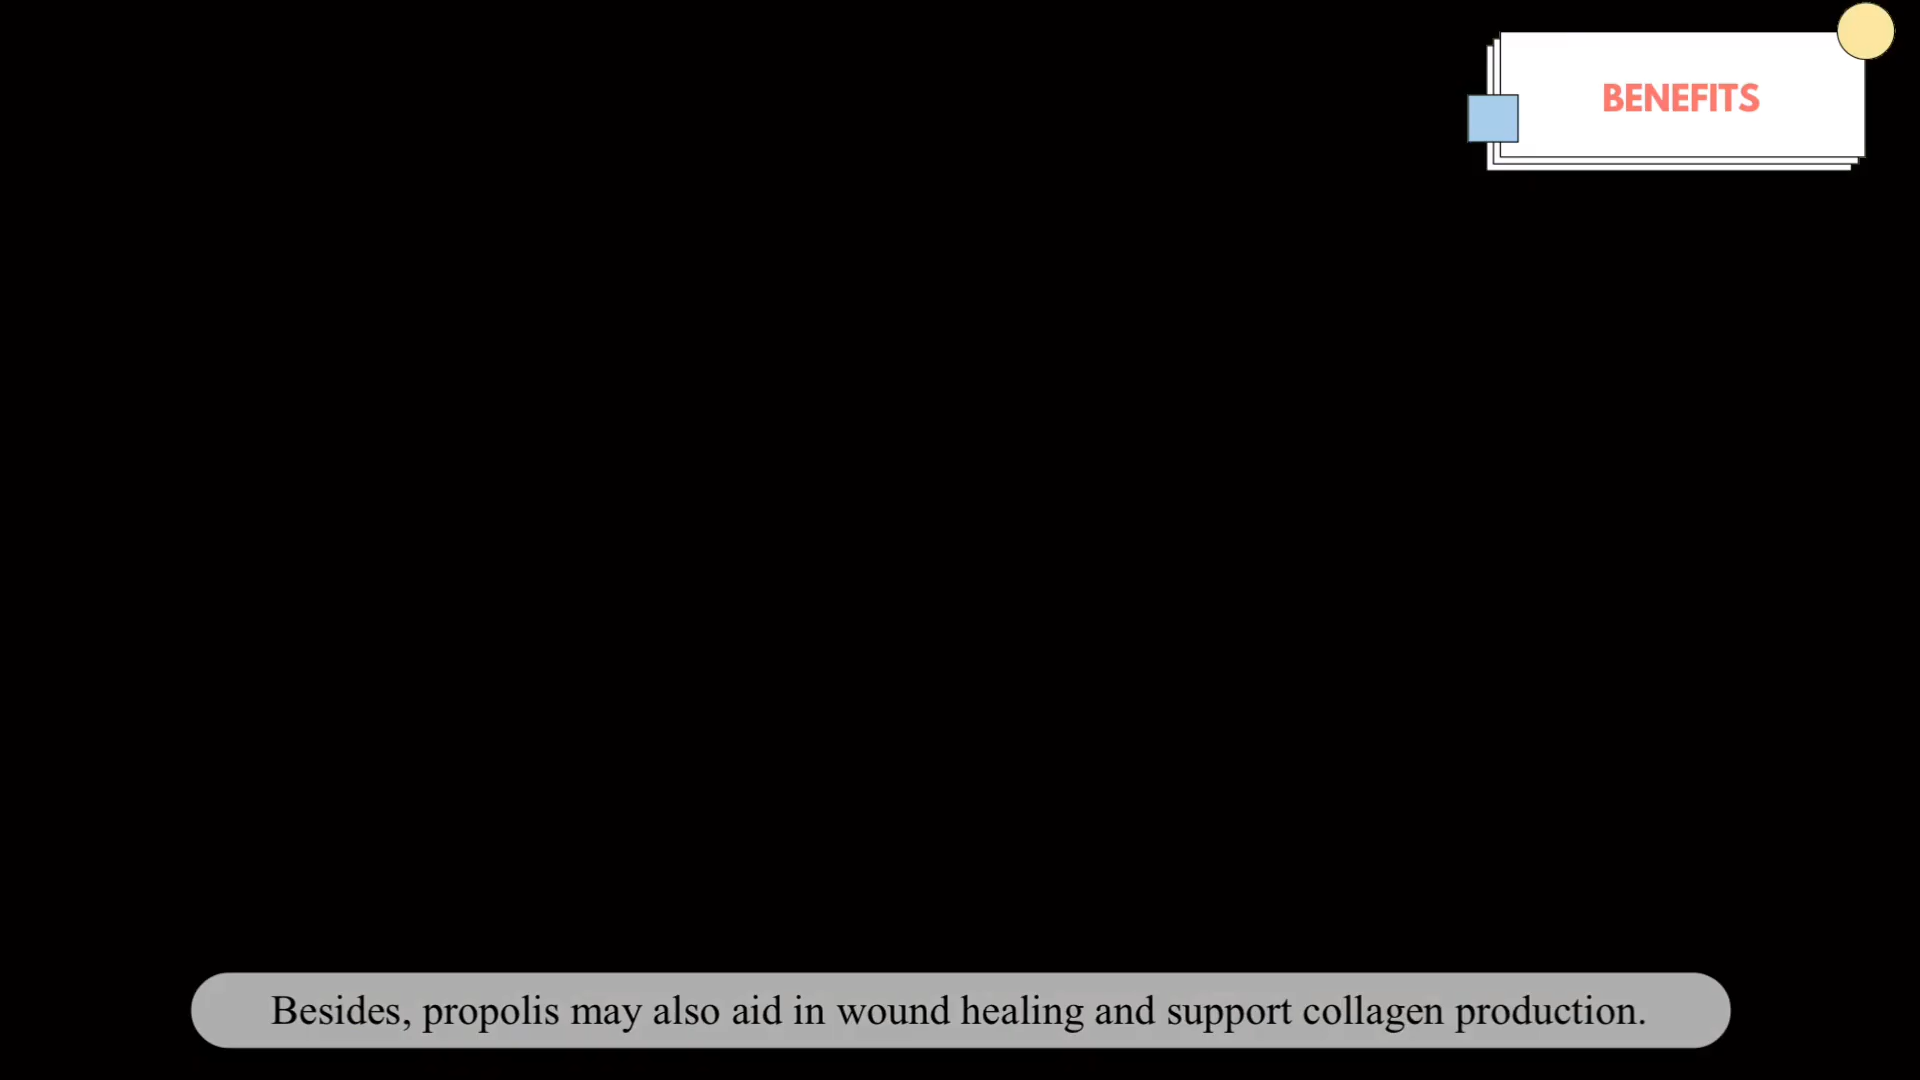 BENEFITS
Besides, propolis may also aid in wound healing and support collagen production.